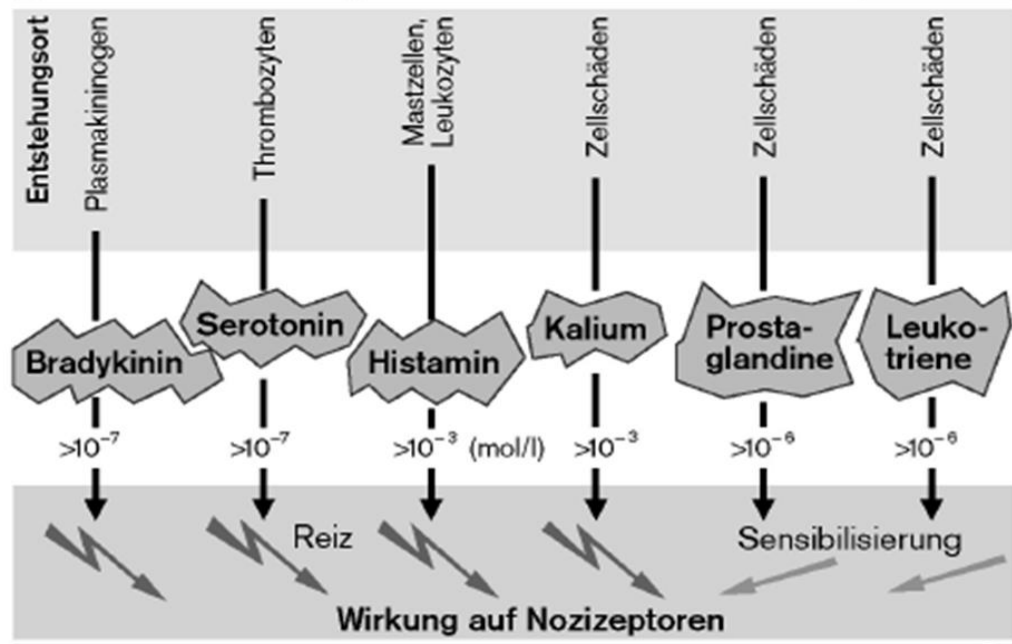 Entstehungsort
Plasmakininogen
Thrombozyten
Mastzellen,
Leukozyten
Zellschäden
Zellschäden
Zellschäden
Bradykinin
Serotonin
Histamin
Kalium
Prosta-
glandine
Leuko-
triene
>10⁻⁷
>10⁻⁷
>10⁻³ (mol/l)
>10⁻³
>10⁻⁶
>10⁻⁶
Reiz
Sensibilisierung
Wirkung auf Nozizeptoren